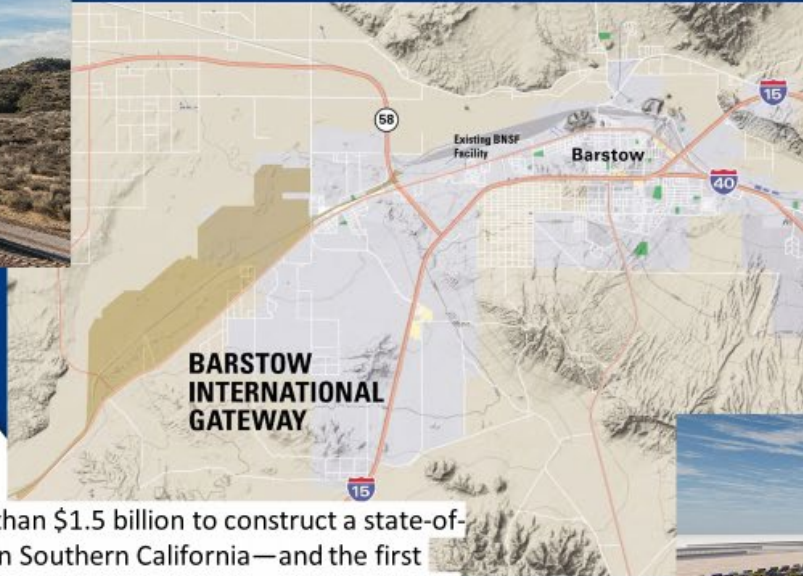 15
58
Existing BNSF
Facility
Barstow
40
BARSTOW
INTERNATIONAL
GATEWAY
15
than $1.5 billion to construct a state-of-
n Southern California—and the first